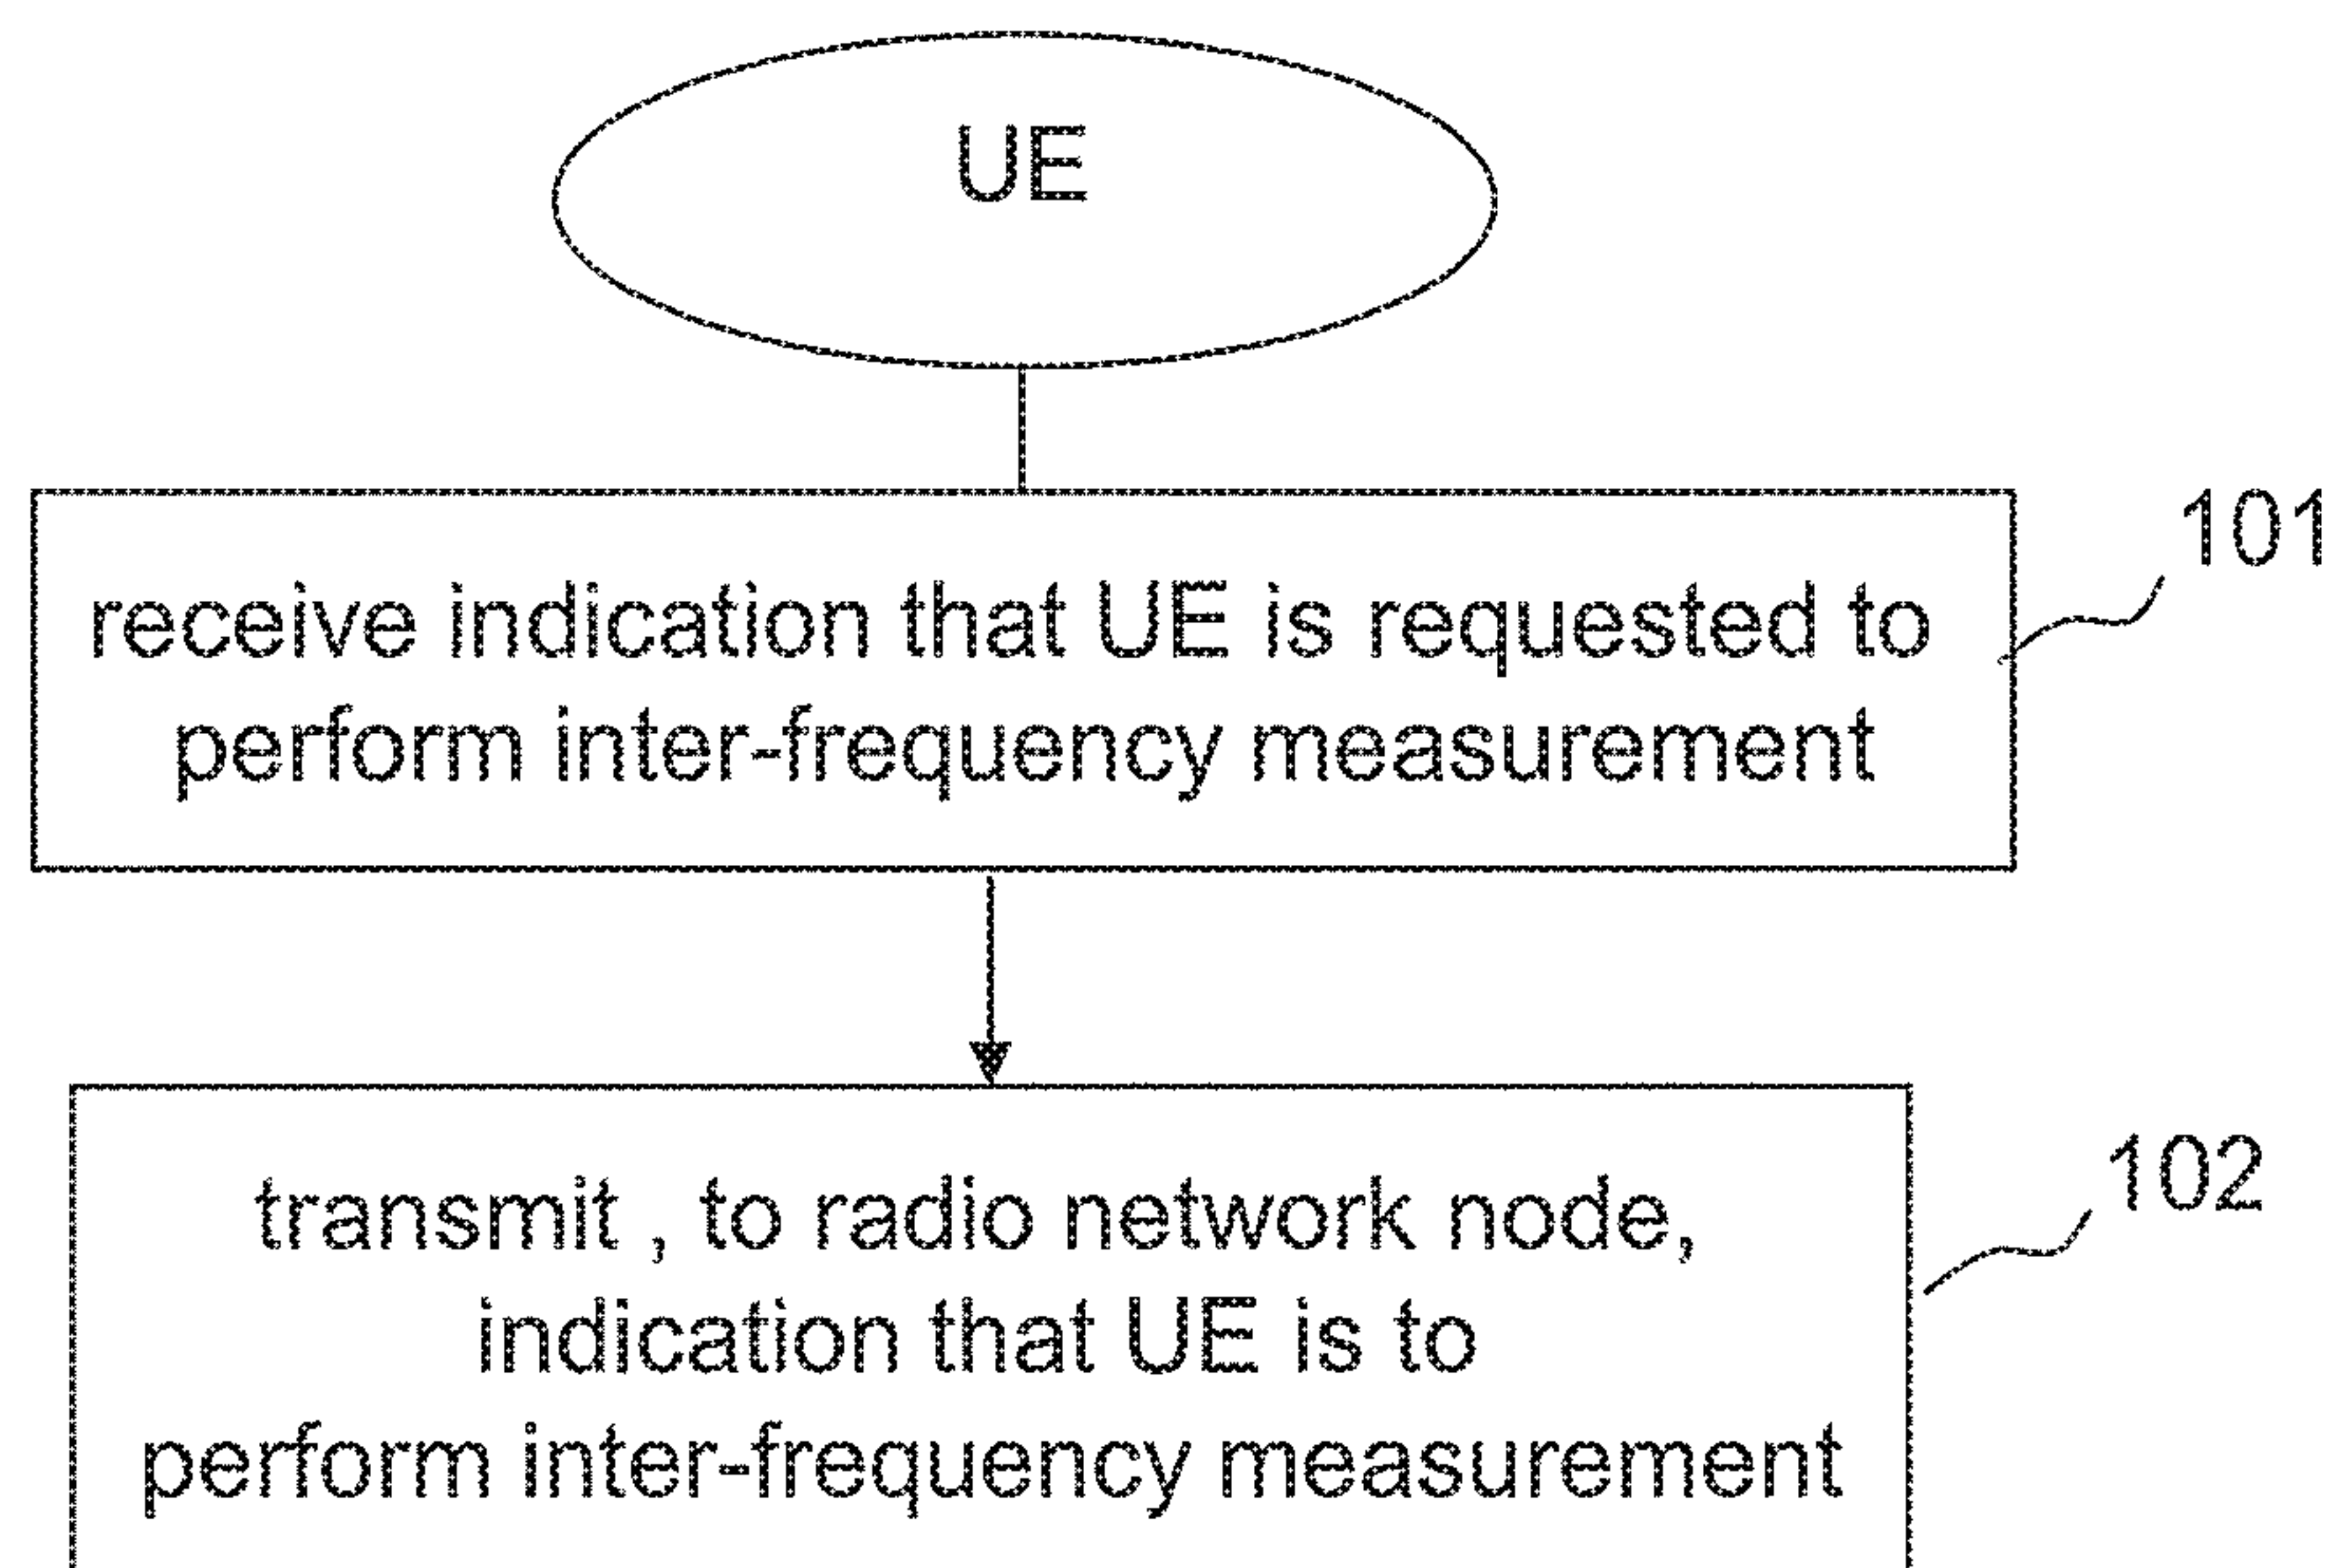 UE
101
receive indication that UE is requested to
perform inter-frequency measurement
102
transmit , to radio network node,
indication that UE is to
perform inter-frequency measurement